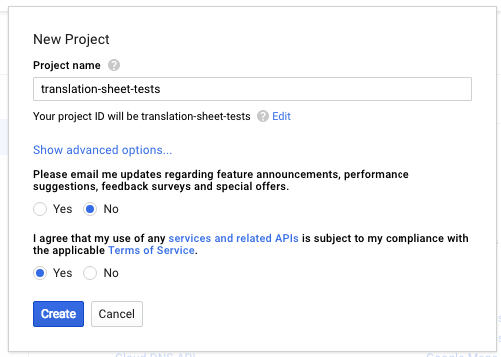 New Project
Project name ?
translation-sheet-tests
Your project ID will be translation-sheet-tests ? Edit
Show advanced options...
Please email me updates regarding feature announcements, performance
suggestions, feedback surveys and special offers.
Yes No
I agree that my use of any services and related APIs is subject to my compliance with
the applicable Terms of Service.
Yes No
Create Cancel
Cloud DNS API